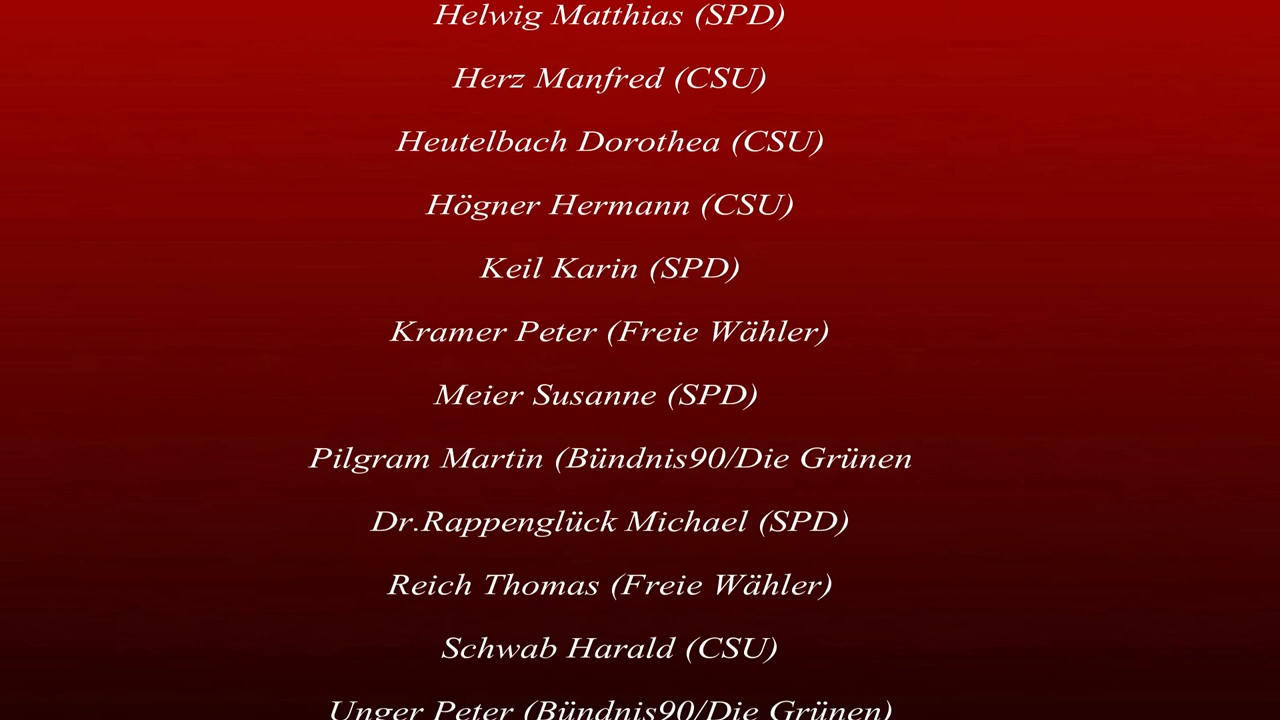 Helwig Matthias (SPD)
Herz Manfred (CSU)
Heutelbach Dorothea (CSU)
Högner Hermann (CSU)
Keil Karin (SPD)
Kramer Peter (Freie Wähler)
Meier Susanne (SPD)
Pilgram Martin (Bündnis90/Die Grünen
Dr.Rappenglück Michael (SPD)
Reich Thomas (Freie Wähler)
Schwab Harald (CSU)
Unger Peter (Bündnis90/Die Grünen)